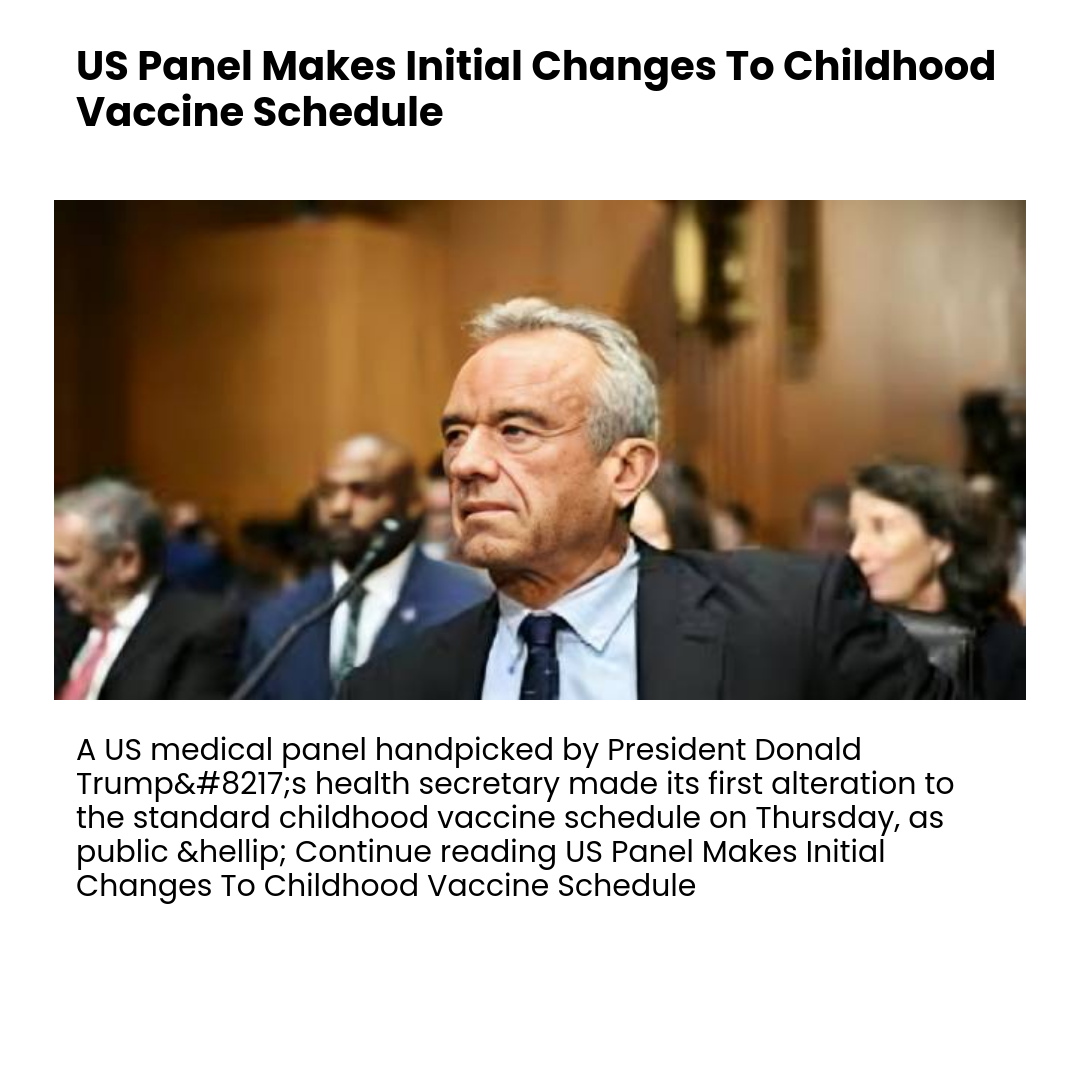 US Panel Makes Initial Changes To Childhood
Vaccine Schedule
A US medical panel handpicked by President Donald
Trump&#8217;s health secretary made its first alteration to
the standard childhood vaccine schedule on Thursday, as
public &hellip; Continue reading US Panel Makes Initial
Changes To Childhood Vaccine Schedule